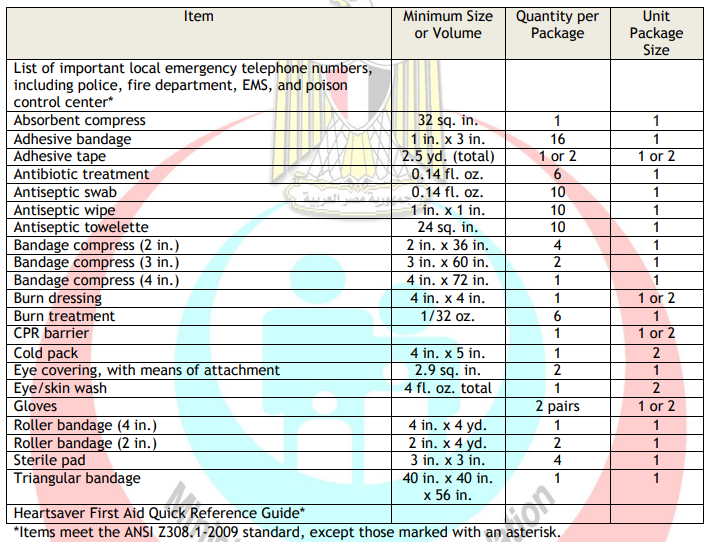 Item Minimum Size or Volume Quantity per Package Unit Package Size
List of important local emergency telephone numbers,
including police, fire department, EMS, and poison
control center*
Absorbent compress 32 sq. in. 1 1
Adhesive bandage 1 in. x 3 in. 16 1
Adhesive tape 2.5 yd. (total) 1 or 2 1 or 2
Antibiotic treatment 0.14 fl. oz. 6 1
Antiseptic swab 0.14 fl. oz. 10 1
Antiseptic wipe 1 in. x 1 in. 10 1
Antiseptic towelette 24 sq. in. 10 1
Bandage compress (2 in.) 2 in. x 36 in. 4 1
Bandage compress (3 in.) 3 in. x 60 in. 2 1
Bandage compress (4 in.) 4 in. x 72 in. 1 1
Burn dressing 4 in. x 4 in. 1 1 or 2
Burn treatment 1/32 oz. 6 1
CPR barrier 1 1 or 2
Cold pack 4 in. x 5 in. 1 2
Eye covering, with means of attachment 2.9 sq. in. 2 1
Eye/skin wash 4 fl. oz. total 1 2
Gloves 2 pairs 1 or 2
Roller bandage (4 in.) 4 in. x 4 yd. 1 1
Roller bandage (2 in.) 2 in. x 4 yd. 2 1
Sterile pad 3 in. x 3 in. 4 1
Triangular bandage 40 in. x 40 in. x 56 in. 1 1
Heartsaver First Aid Quick Reference Guide*
*Items meet the ANSI Z308.1-2009 standard, except those marked with an asterisk.
جمهورية مصر العربية